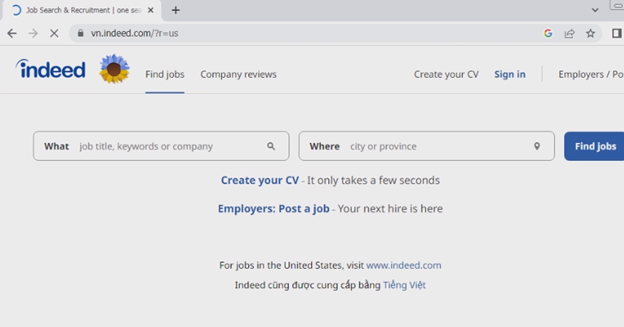 Job Search & Recruitment | one sea
vn.indeed.com/?r=us
indeed Find jobs Company reviews Create your CV Sign in Employers / Po
What job title, keywords or company Where city or province Find jobs
Create your CV - It only takes a few seconds
Employers: Post a job - Your next hire is here
For jobs in the United States, visit www.indeed.com
Indeed cũng được cung cấp bằng Tiếng Việt